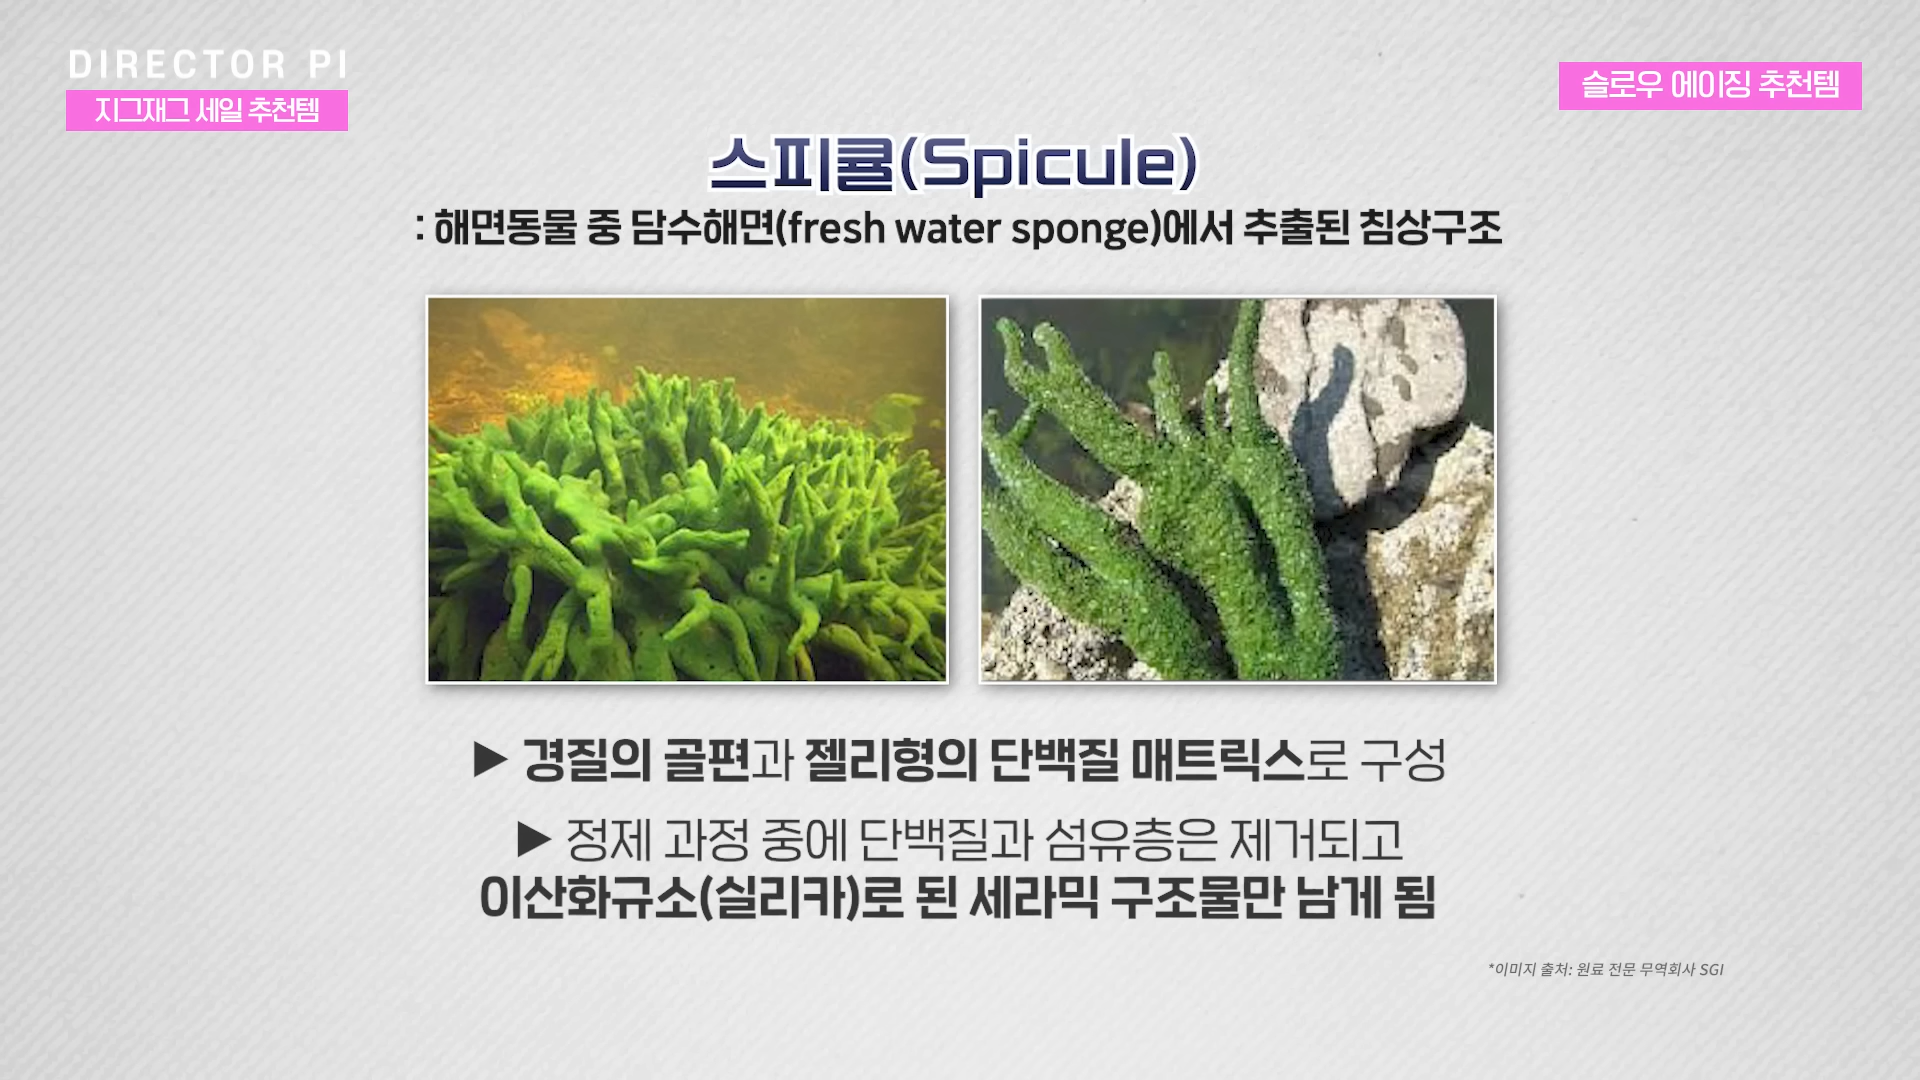 DIRECTOR PI
지그재그 세일 추천템
슬로우 에이징 추천템
스피큘(Spicule)
: 해면동물 중 담수해면(fresh water sponge)에서 추출된 침상구조
▶ 경질의 골편과 젤리형의 단백질 매트릭스로 구성
▶ 정제 과정 중에 단백질과 섬유층은 제거되고
이산화규소(실리카)로 된 세라믹 구조물만 남게 됨
*이미지 출처: 원료 전문 무역회사 SGI